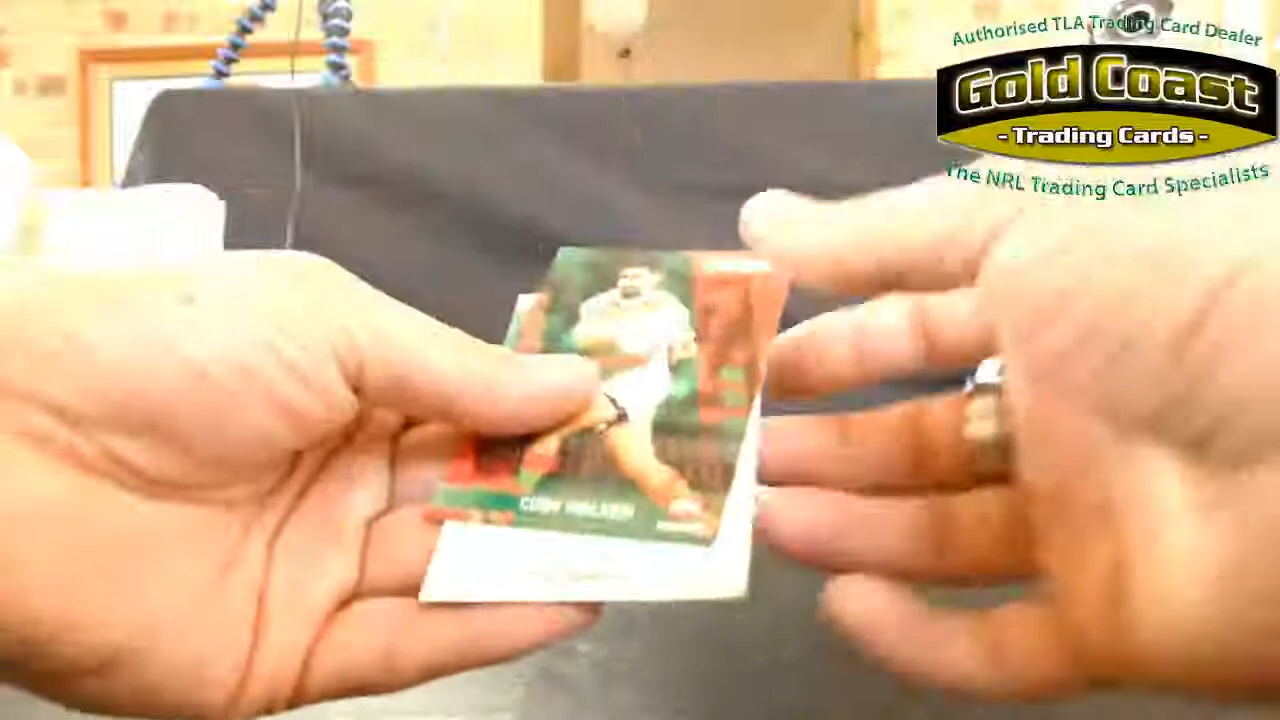 Authorised TLA Trading Card Dealer
Gold Coast
- Trading Cards -
The NRL Trading Card Specialists
CODY WALKER